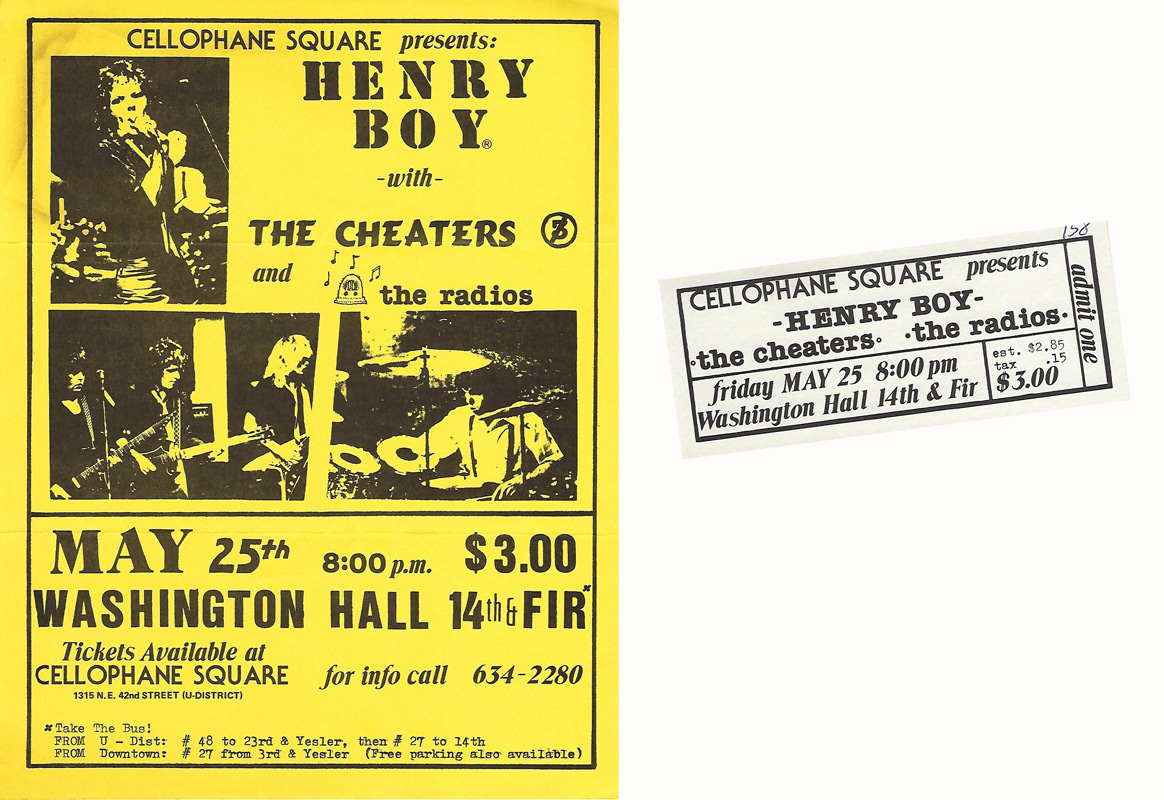 CELLOPHANE SQUARE presents:
HENRY
BOY®
-with-
THE CHEATERS
and
the radios
MAY 25th 8:00 p.m. $3.00
WASHINGTON HALL 14th & FIR*
Tickets Available at
CELLOPHANE SQUARE for info call 634-2280
1315 N.E. 42nd STREET (U-DISTRICT)
*Take The Bus!
FROM U - Dist: # 48 to 23rd & Yesler, then # 27 to 14th
FROM Downtown: # 27 from 3rd & Yesler (Free parking also available)
158
CELLOPHANE SQUARE presents
-HENRY BOY-
·the cheaters· ·the radios·
friday MAY 25 8:00 pm
Washington Hall 14th & Fir
est. $2.85
tax .15
$3.00
admit one